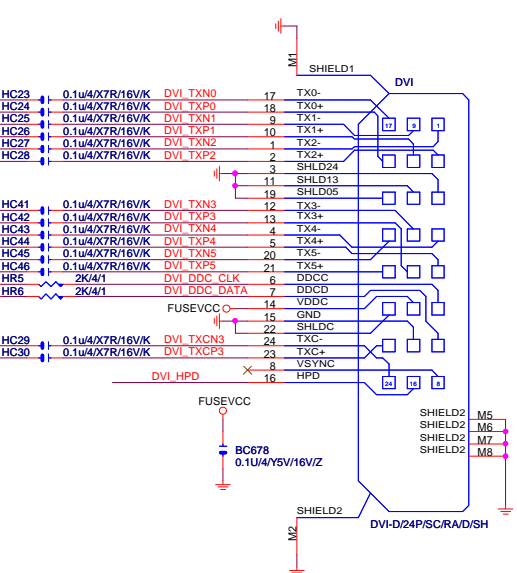 M1
SHIELD1
DVI
HC23 0.1u/4/X7R/16V/K DVI_TXN0 17 TX0-
HC24 0.1u/4/X7R/16V/K DVI_TXP0 18 TX0+
HC25 0.1u/4/X7R/16V/K DVI_TXN1 9 TX1-
HC26 0.1u/4/X7R/16V/K DVI_TXP1 10 TX1+
HC27 0.1u/4/X7R/16V/K DVI_TXN2 1 TX2-
HC28 0.1u/4/X7R/16V/K DVI_TXP2 2 TX2+
17 9 1
3 SHLD24
11 SHLD13
19 SHLD05
HC41 0.1u/4/X7R/16V/K DVI_TXN3 12 TX3-
HC42 0.1u/4/X7R/16V/K DVI_TXP3 13 TX3+
HC43 0.1u/4/X7R/16V/K DVI_TXN4 4 TX4-
HC44 0.1u/4/X7R/16V/K DVI_TXP4 5 TX4+
HC45 0.1u/4/X7R/16V/K DVI_TXN5 20 TX5-
HC46 0.1u/4/X7R/16V/K DVI_TXP5 21 TX5+
HR5 2K/4/1 DVI_DDC_CLK 6 DDCC
HR6 2K/4/1 DVI_DDC_DATA 7 DDCD
FUSEVCC 14 VDDC
15 GND
22 SHLDC
HC29 0.1u/4/X7R/16V/K DVI_TXCN3 24 TXC-
HC30 0.1u/4/X7R/16V/K DVI_TXCP3 23 TXC+
8 VSYNC
DVI_HPD 16 HPD
24 16 8
FUSEVCC
SHIELD2 M5
SHIELD2 M6
SHIELD2 M7
SHIELD2 M8
BC678
0.1U/4/Y5V/16V/Z
SHIELD2
M2
DVI-D/24P/SC/RA/D/SH